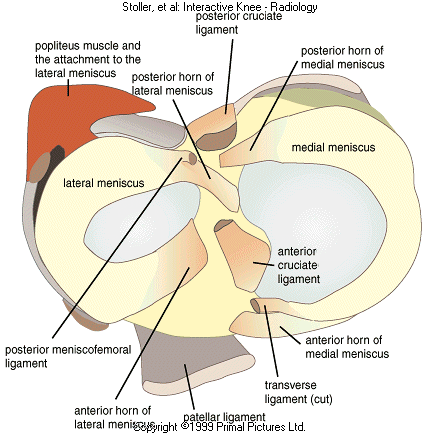 Stoller, et al: Interactive Knee - Radiology
posterior cruciate
ligament
popliteus muscle and
the attachment to the
lateral meniscus
posterior horn of
medial meniscus
posterior horn of
lateral meniscus
medial meniscus
lateral meniscus
anterior
cruciate
ligament
posterior meniscofemoral
ligament
anterior horn of
medial meniscus
transverse
ligament (cut)
anterior horn of
lateral meniscus
patellar ligament
Copyright ©1999 Primal Pictures Ltd.